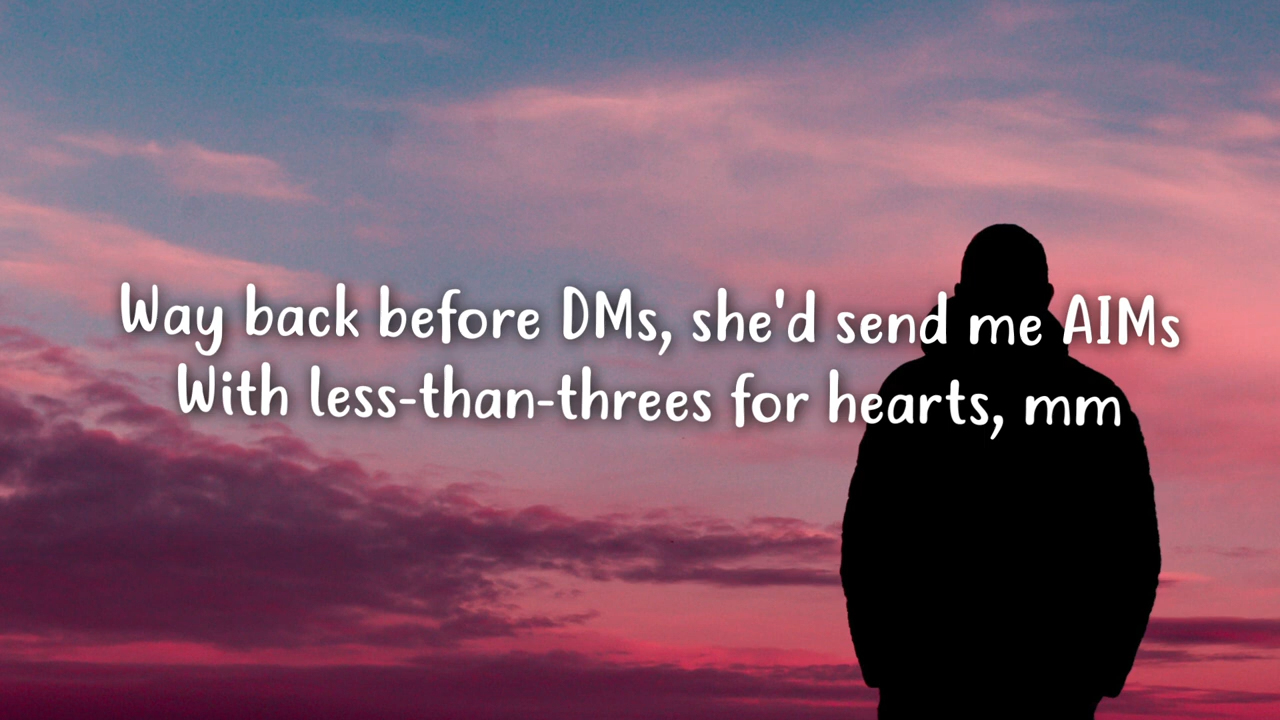 Way back before DMs, she'd send me AIMs
With less-than-threes for hearts, mm